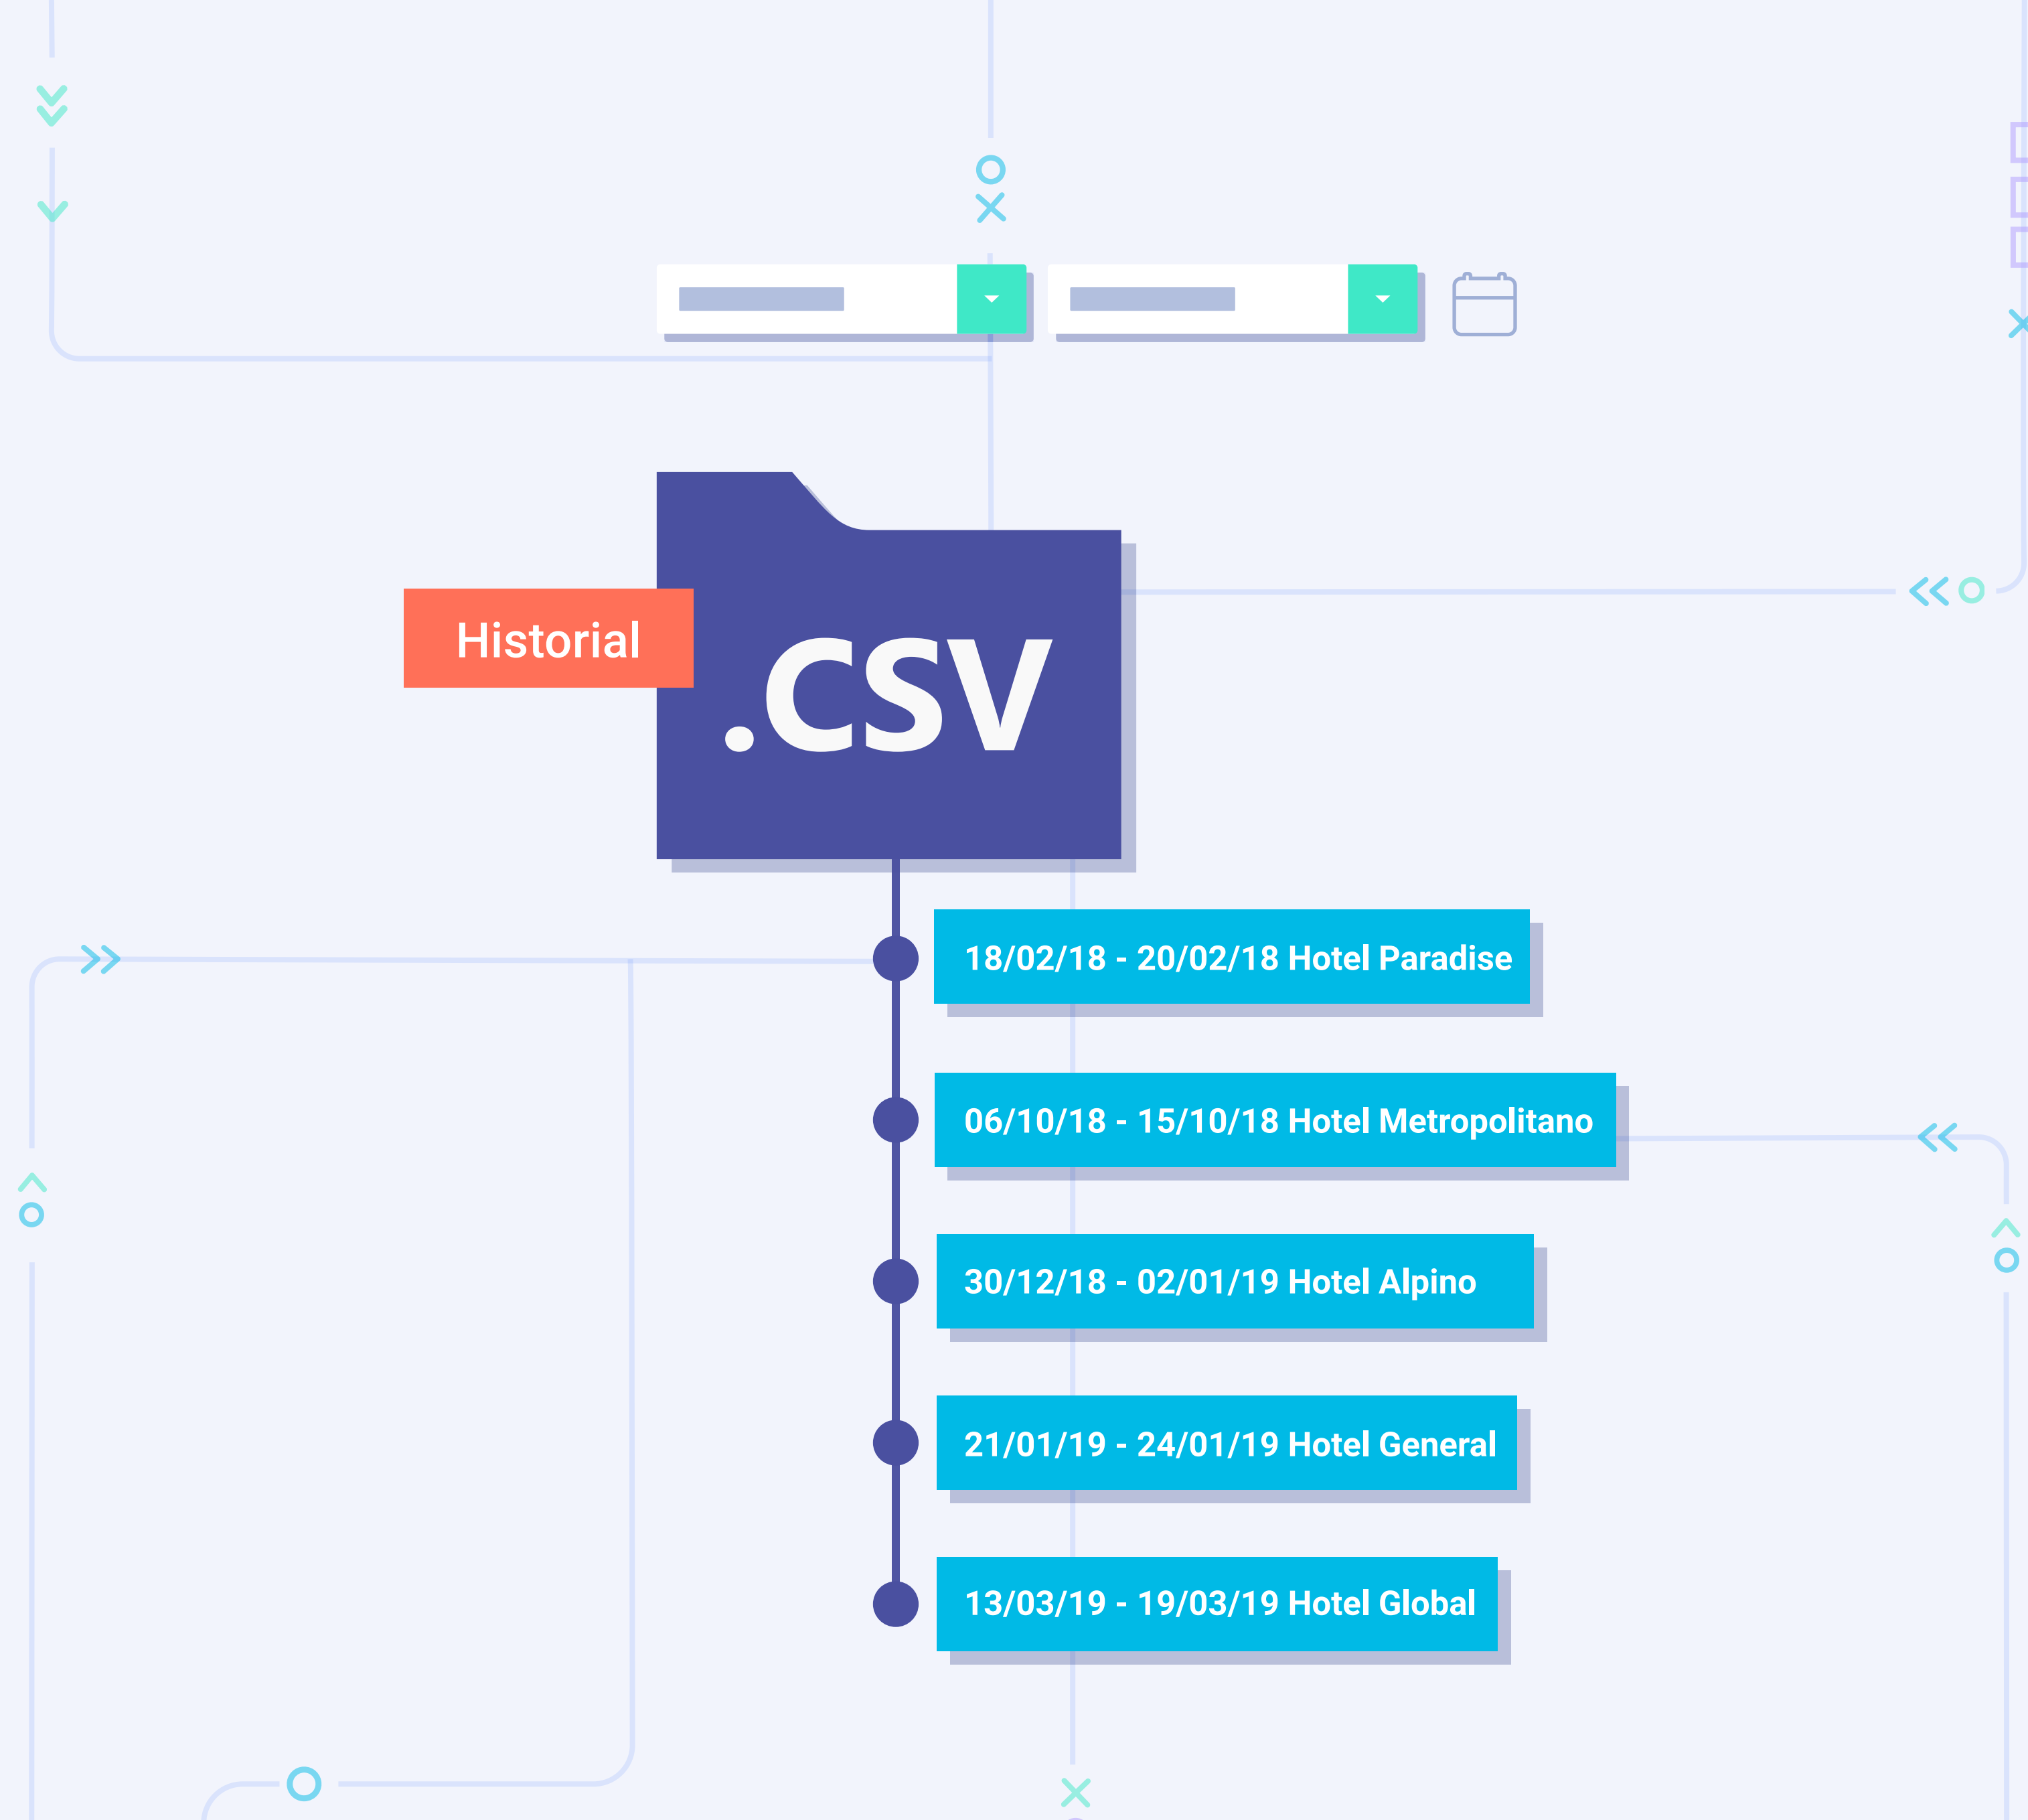 Historial
.CSV
18/02/18 - 20/02/18 Hotel Paradise
06/10/18 - 15/10/18 Hotel Metropolitano
30/12/18 - 02/01/19 Hotel Alpino
21/01/19 - 24/01/19 Hotel General
13/03/19 - 19/03/19 Hotel Global